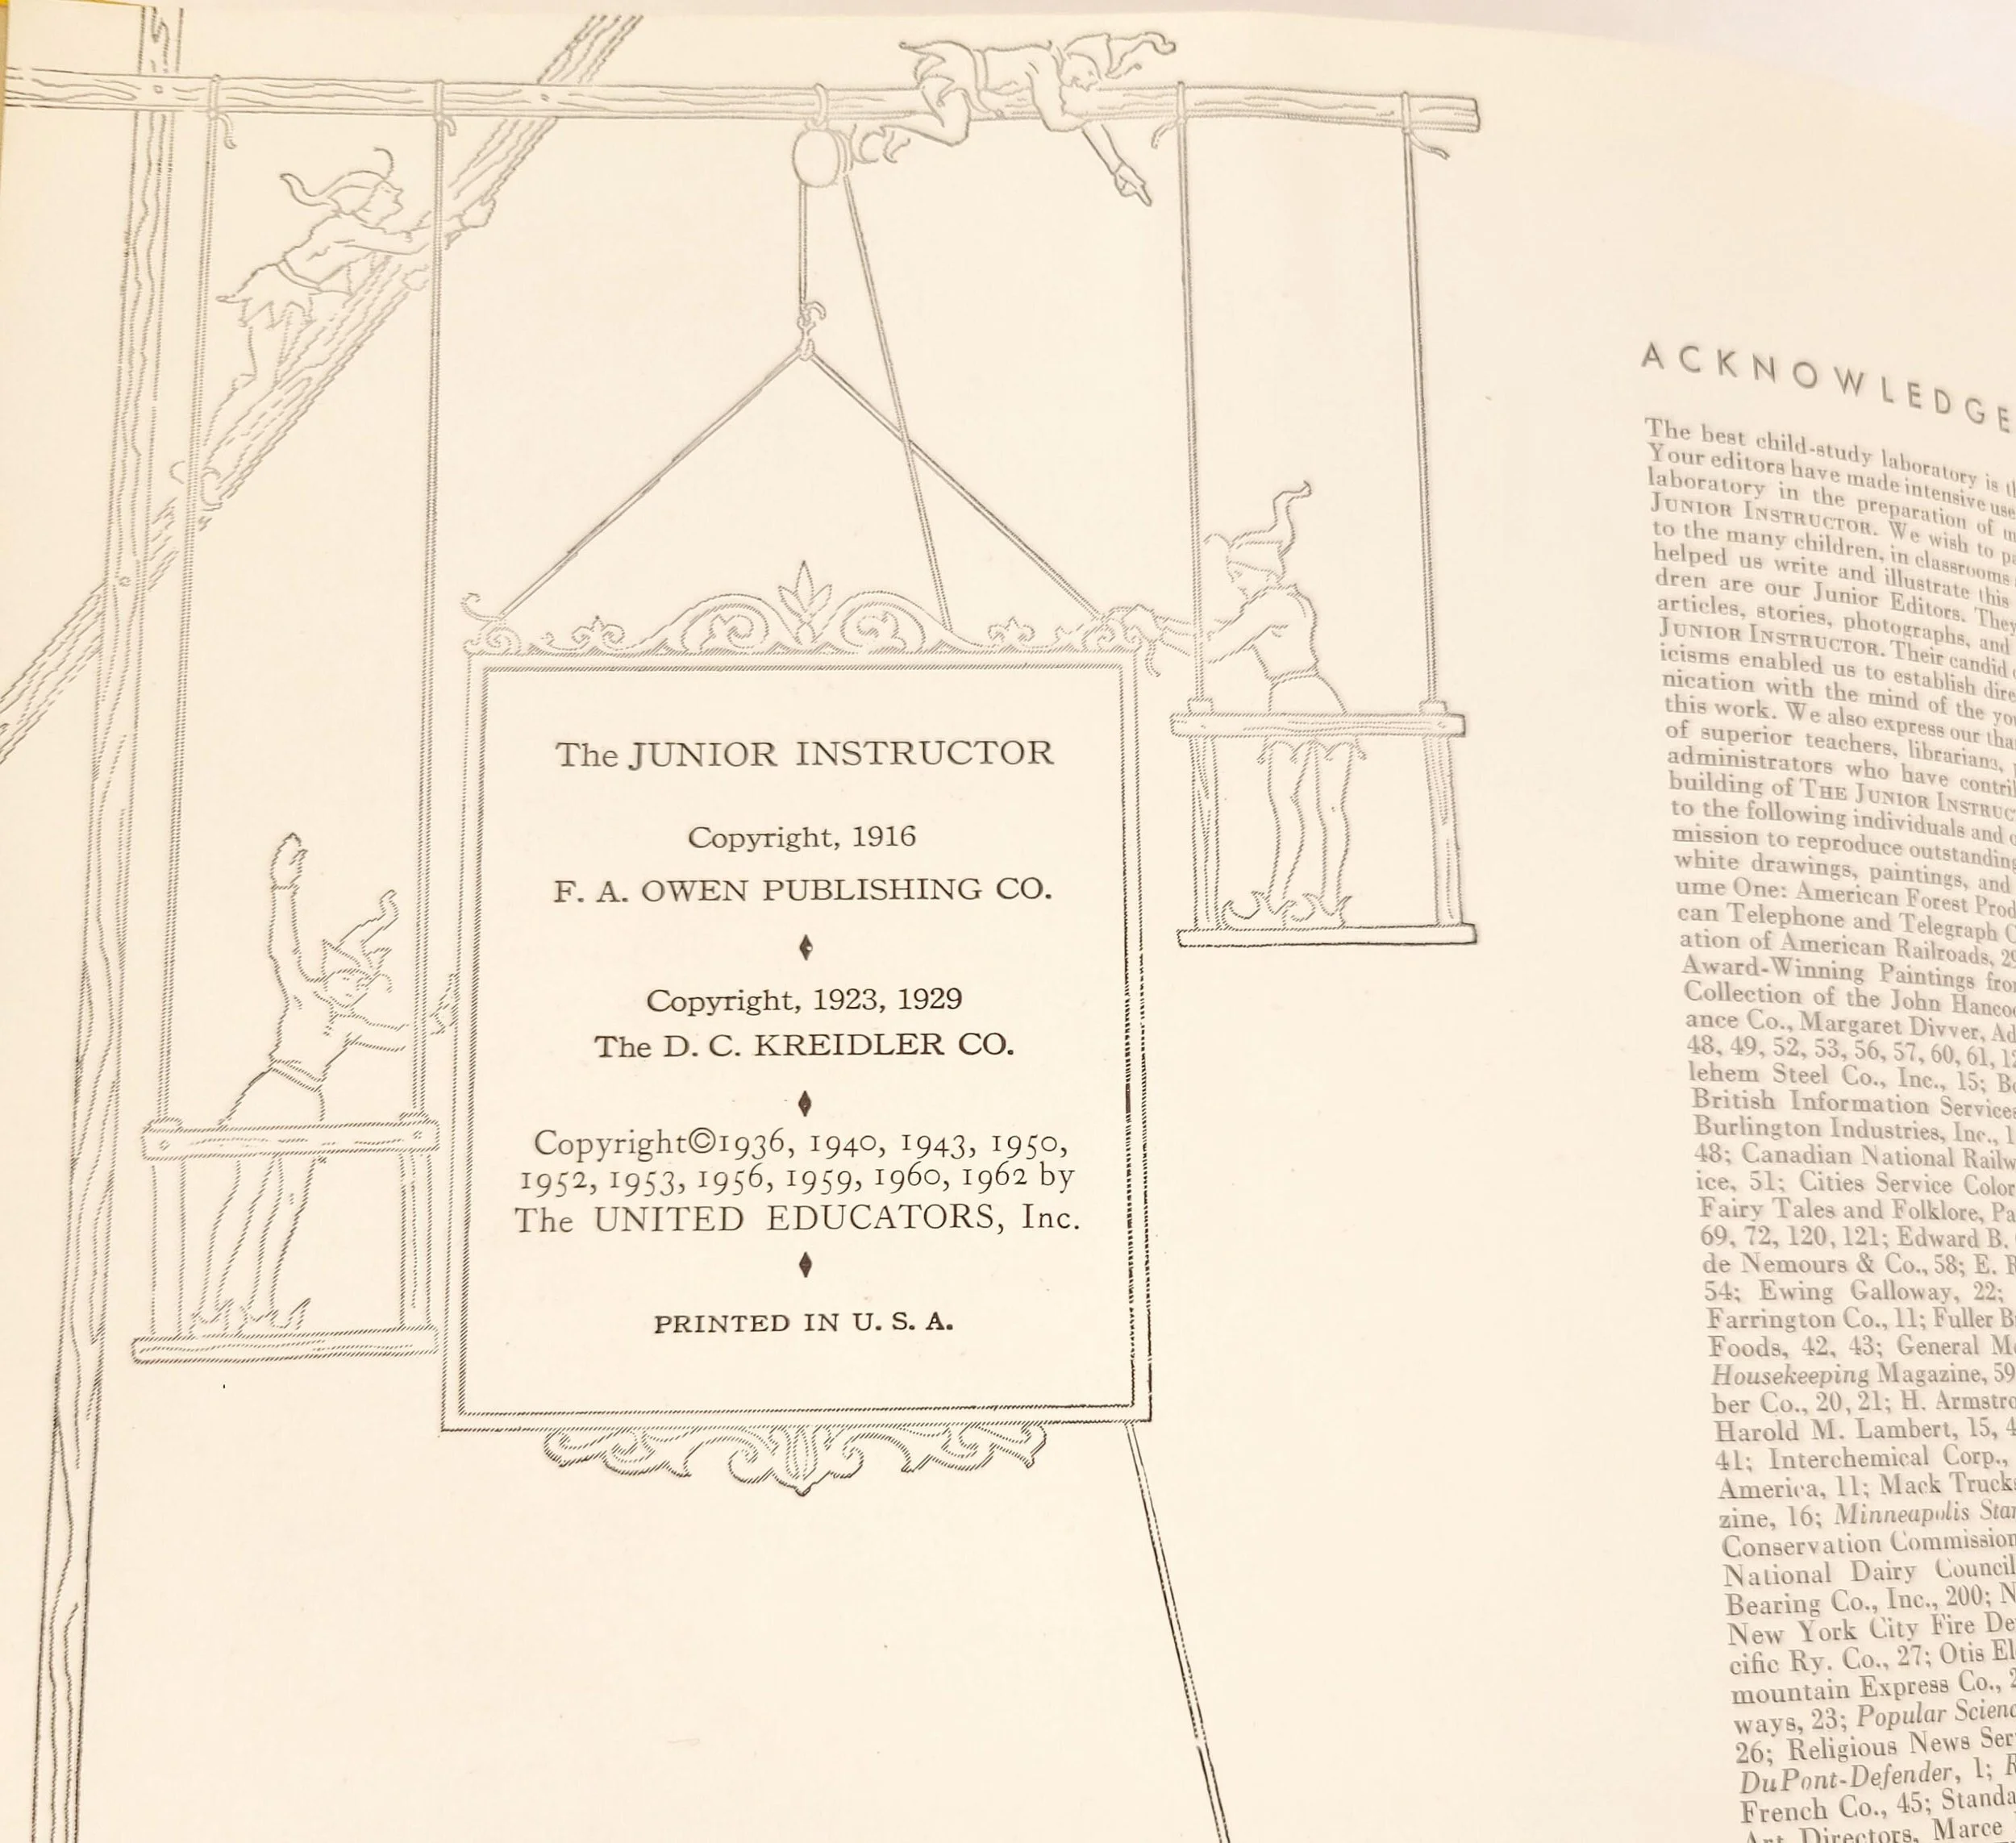 The JUNIOR INSTRUCTOR
Copyright, 1916
F. A. OWEN PUBLISHING CO.
Copyright, 1923, 1929
The D. C. KREIDLER CO.
Copyright©1936, 1940, 1943, 1950,
1952, 1953, 1956, 1959, 1960, 1962 by
The UNITED EDUCATORS, Inc.
PRINTED IN U. S. A.
The best child-study laboratory is
Your editors have made intensive use
laboratory in the preparation of
JUNIOR INSTRUCTOR. We wish to
to the many children, in classrooms
helped us write and illustrate this
dren are our Junior Editors. They
articles, stories, photographs, and
JUNIOR INSTRUCTOR. Their candid
icisms enabled us to establish
nication with the mind of the
this work. We also express our
of superior teachers, librarians,
administrators who have
building of THE JUNIOR
to the following individuals and
mission to reproduce outstanding
white drawings, paintings, and
ume One: American Forest
can Telephone and Telegraph
ation of American Railroads,
Award-Winning Paintings
Collection of the John
ance Co., Margaret Divver,
48, 49, 52, 53, 56, 57, 60, 61,
lehem Steel Co., Inc., 15;
British Information
Burlington Industries, Inc.,
48; Canadian National
ice, 51; Cities Service
Fairy Tales and Folklore,
69, 72, 120, 121; Edward B.
de Nemours & Co., 58; E.
54; Ewing Galloway, 22;
Farrington Co., 11; Fuller
Foods, 42, 43; General
Housekeeping Magazine, 59
ber Co., 20, 21; H.
Harold M. Lambert, 15,
41; Interchemical Corp.,
America, 11; Mack
zine, 16; Minneapolis
Conservation Commission
National Dairy Council
Bearing Co., Inc., 200;
New York City Fire
cific Ry. Co., 27; Otis
mountain Express Co.,
ways, 23; Popular
26; Religious News
DuPont-Defender, 1;
French Co., 45;
Directors, Marce